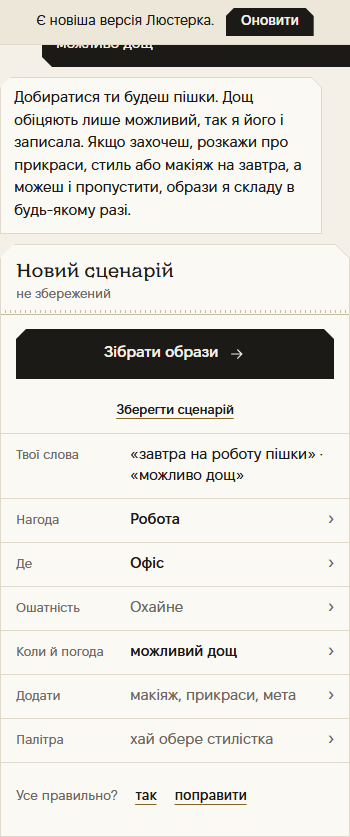 Є новіша версія Люстерка. Оновити
можливо дощ
Добиратися ти будеш пішки. Дощ
обіцяють лише можливий, так я його і
записала. Якщо захочеш, розкажи про
прикраси, стиль або макіяж на завтра, а
можеш і пропустити, образи я складу в
будь-якому разі.
Новий сценарій
не збережений
Зібрати образи →
Зберегти сценарій
Твої слова «завтра на роботу пішки» ·
«можливо дощ»
Нагода Робота ›
Де Офіс ›
Ошатність Охайне ›
Коли й погода можливий дощ ›
Додати макіяж, прикраси, мета ›
Палітра хай обере стилістка ›
Усе правильно? так поправити